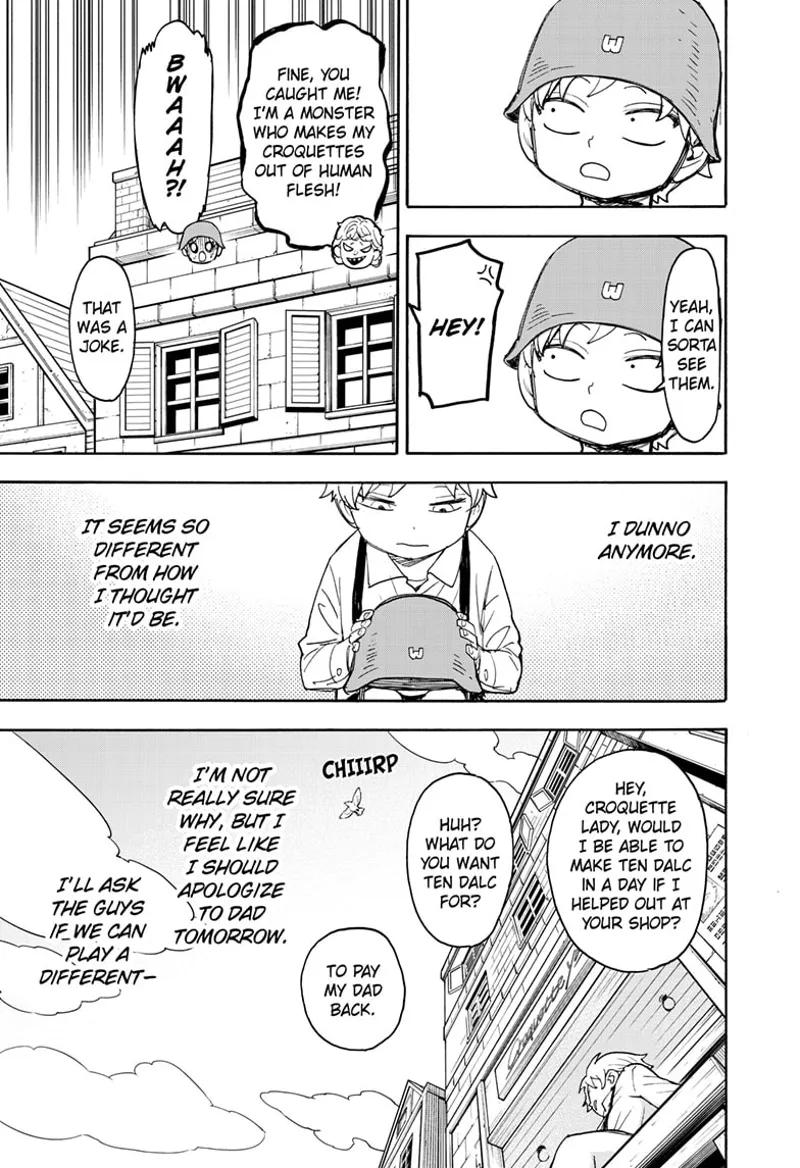 W
YEAH,
I CAN
SORTA
SEE
THEM.
W
HEY!
FINE, YOU
CAUGHT ME!
I'M A MONSTER
WHO MAKES MY
CROQUETTES
OUT OF HUMAN
FLESH!
BWAAAH?!
THAT
WAS A
JOKE.
I DUNNO
ANYMORE.
W
IT SEEMS SO
DIFFERENT
FROM HOW
I THOUGHT
IT'D BE.
HEY,
CROQUETTE
LADY, WOULD
I BE ABLE TO
MAKE TEN DALC
IN A DAY IF I
HELPED OUT AT
YOUR SHOP?
HUH?
WHAT DO
YOU WANT
TEN DALC
FOR?
TO PAY
MY DAD
BACK.
CHIIIRP
I'M NOT
REALLY SURE
WHY, BUT I
FEEL LIKE
I SHOULD
APOLOGIZE
TO DAD
TOMORROW.
I'LL ASK
THE GUYS
IF WE CAN
PLAY A
DIFFERENT–
Croquette